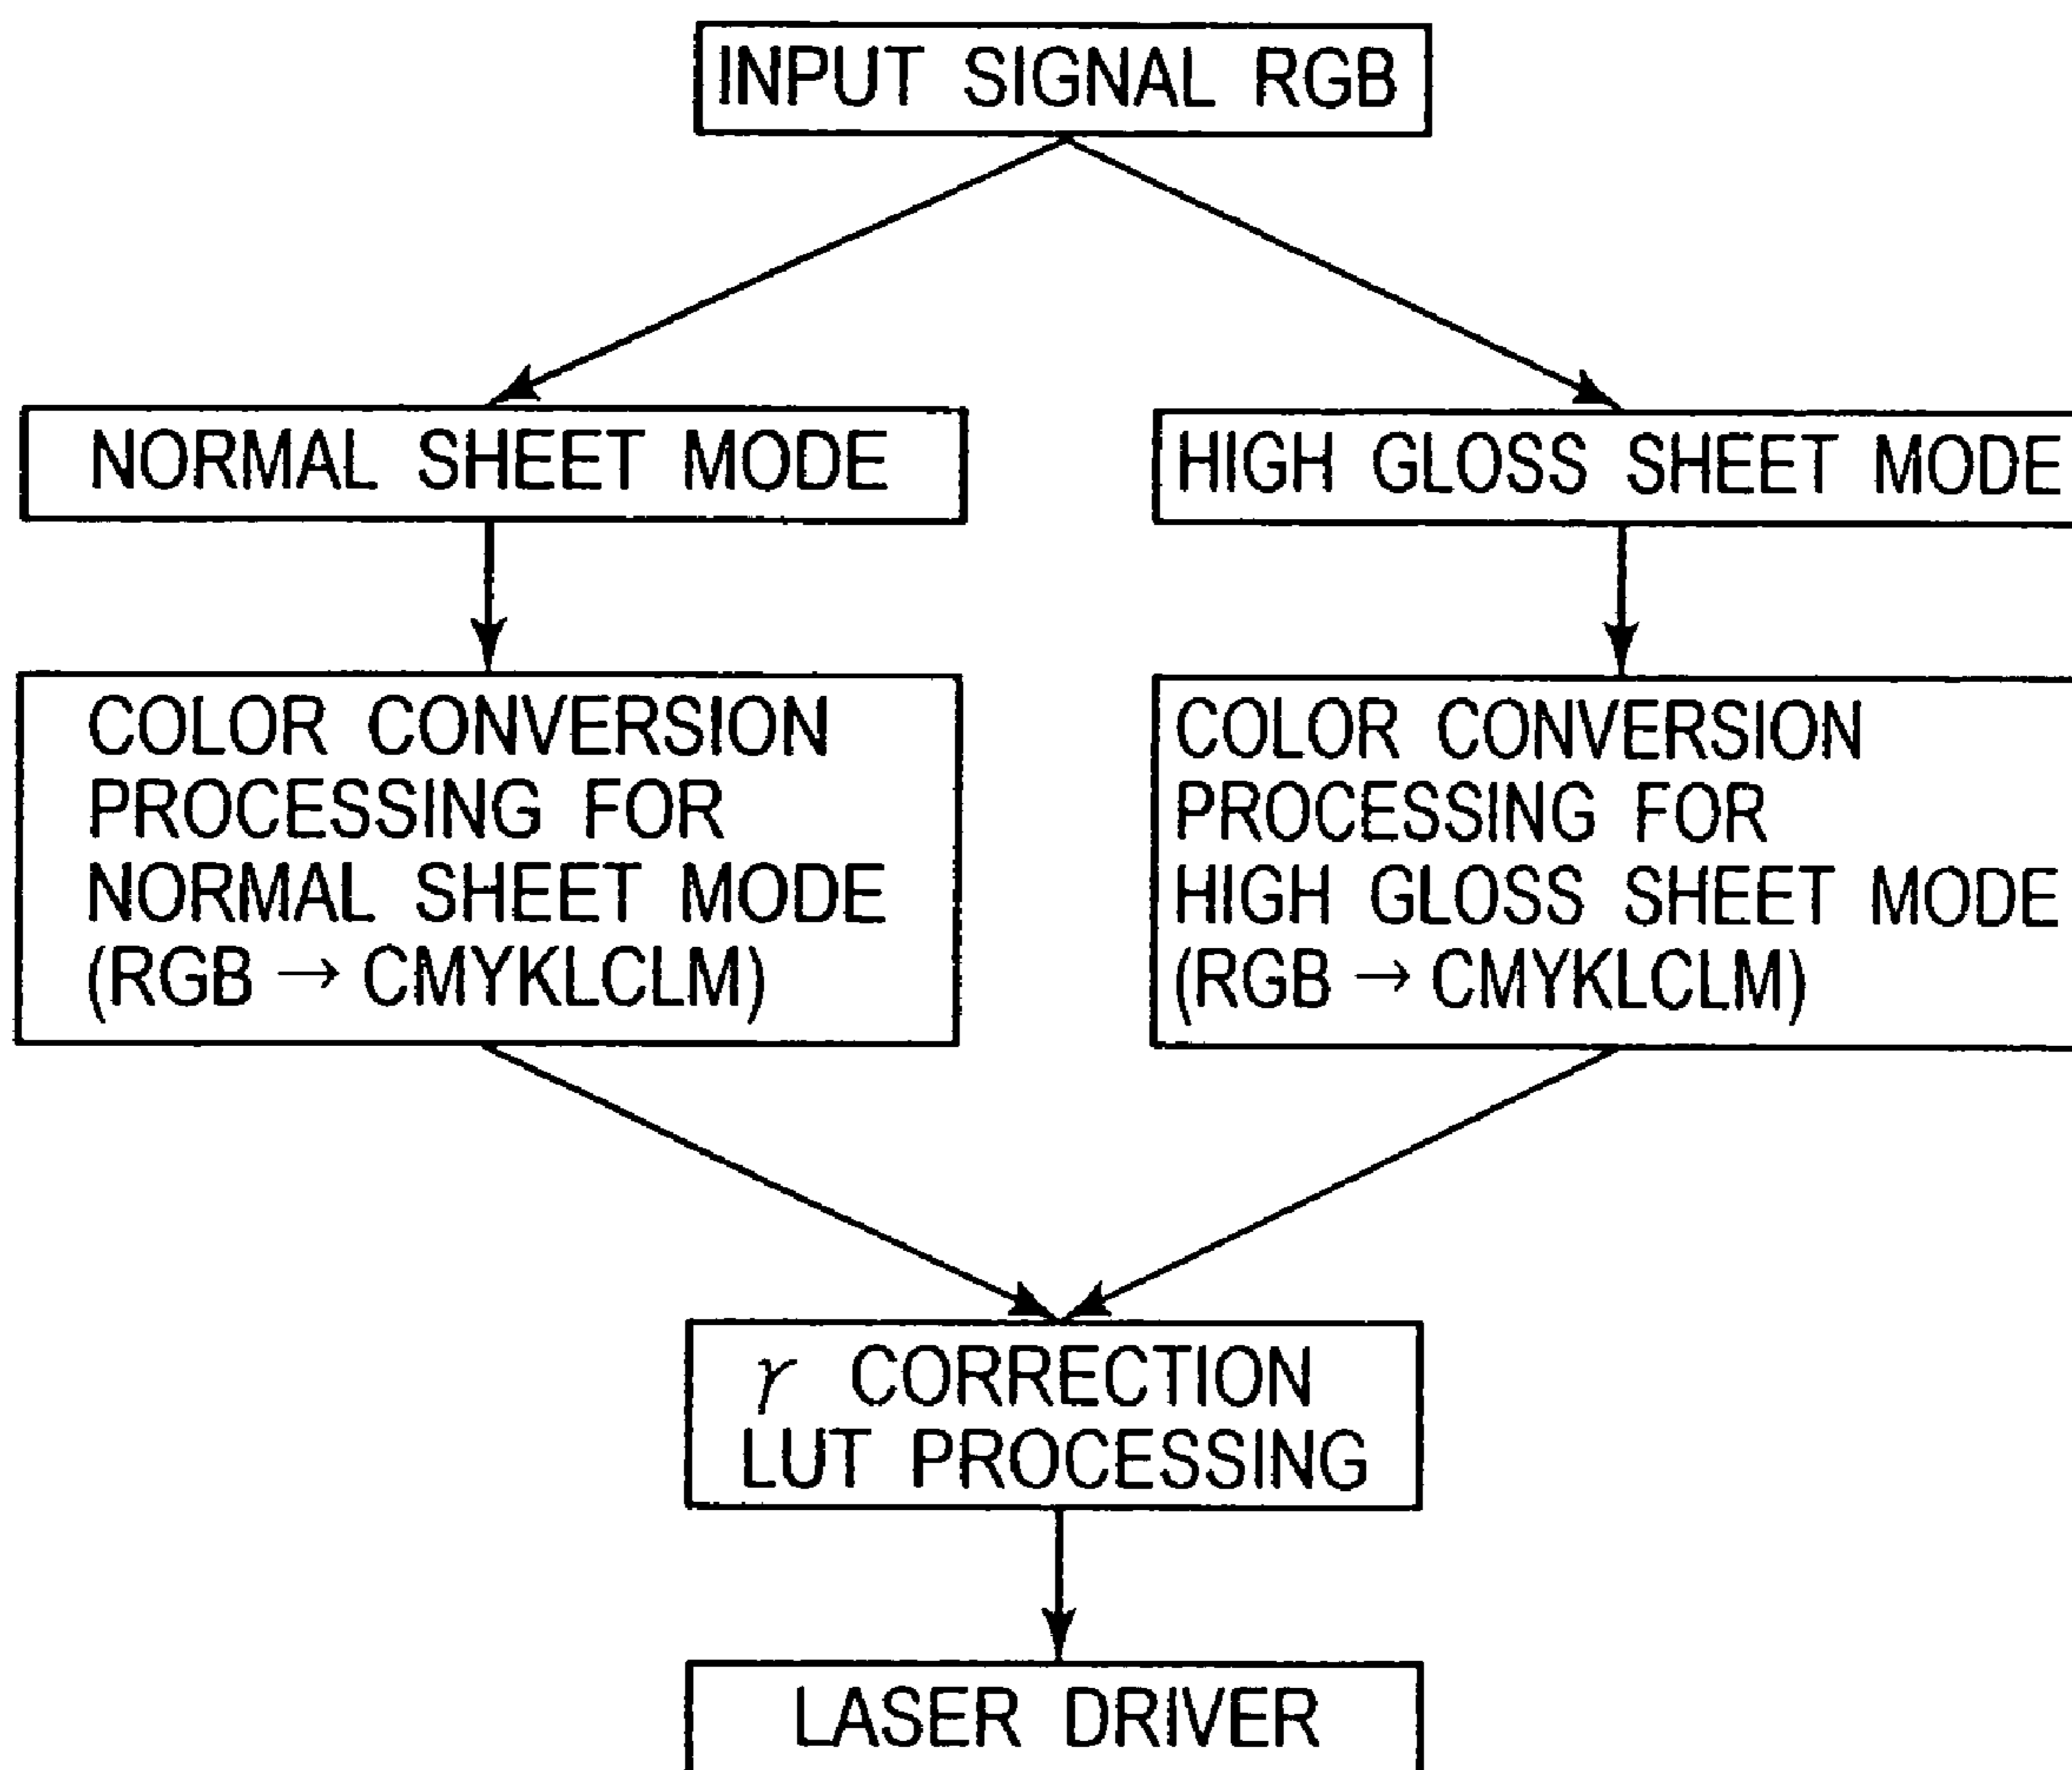 INPUT SIGNAL RGB
NORMAL SHEET MODE
HIGH GLOSS SHEET MODE
COLOR CONVERSION
PROCESSING FOR
NORMAL SHEET MODE
(RGB → CMYKLCLM)
COLOR CONVERSION
PROCESSING FOR
HIGH GLOSS SHEET MODE
(RGB → CMYKLCLM)
γ CORRECTION
LUT PROCESSING
LASER DRIVER